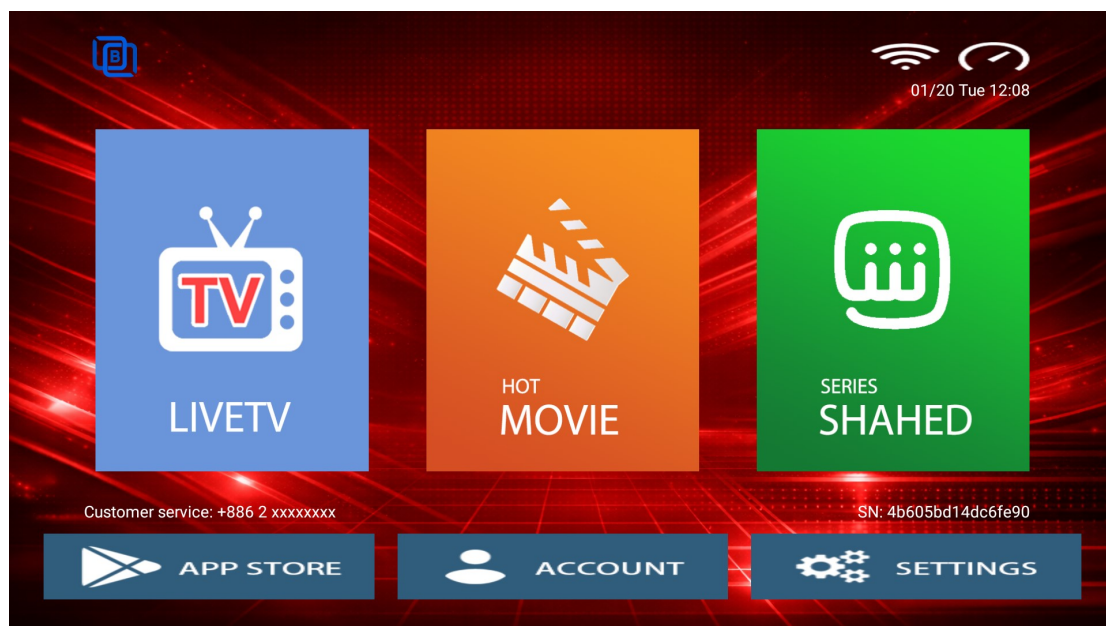 B
01/20 Tue 12:08
TV
LIVETV
HOT
MOVIE
SERIES
SHAHED
Customer service: +886 2 xxxxxxxx
SN: 4b605bd14dc6fe90
APP STORE
ACCOUNT
SETTINGS